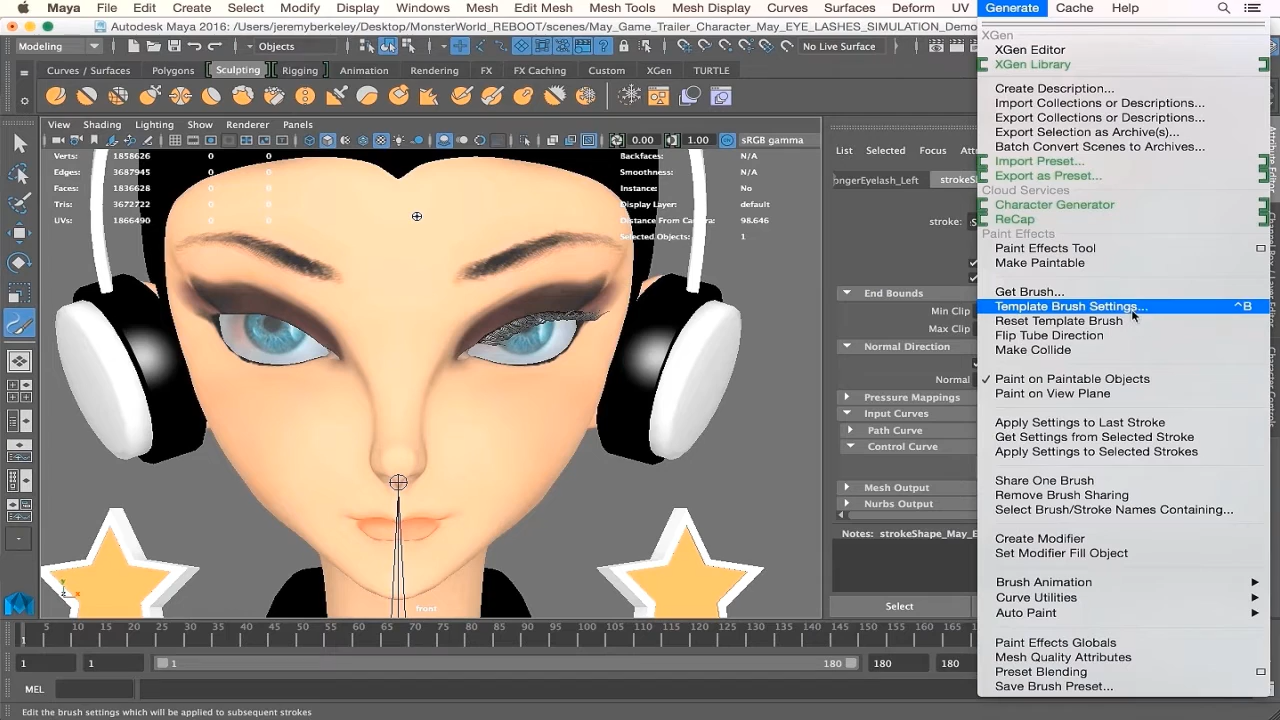 Maya File Edit Create Select Modify Display Windows Mesh Edit Mesh Mesh Tools Mesh Display Curves Surfaces Deform UV Generate Cache Help
Autodesk Maya 2016: /Users/jeremyberkeley/Desktop/MonsterWorld_REBOOT/scenes/May_Game_Trailer_Character_May_EYE_LASHES_SIMULATION_Demo
Modeling Objects No Live Surface
Curves / Surfaces Polygons Sculpting Rigging Animation Rendering FX FX Caching Custom XGen TURTLE
View Shading Lighting Show Renderer Panels
0.00 1.00 sRGB gamma
Verts: 1858626 0 0
Edges: 3687945 0 0
Faces: 1836628 0 0
Tris: 3672722 0 0
UVs: 1866490 0 0
Backfaces: N/A
Smoothness: N/A
Instance: No
Display Layer: default
Distance From Camera: 98.646
Selected Objects: 1
front
List Selected Focus
ongerEyelash_Left
stroke:
End Bounds
Min Clip
Max Clip
Normal Direction
Normal
Pressure Mappings
Input Curves
Path Curve
Control Curve
Mesh Output
Nurbs Output
Select
XGen
XGen Editor
XGen Library
Create Description...
Import Collections or Descriptions...
Export Collections or Descriptions...
Export Selection as Archive(s)...
Batch Convert Scenes to Archives...
Import Preset...
Export as Preset...
Cloud Services
Character Generator
ReCap
Paint Effects
Paint Effects Tool
Make Paintable
Get Brush...
Template Brush Settings... ^B
Reset Template Brush
Flip Tube Direction
Make Collide
✓ Paint on Paintable Objects
Paint on View Plane
Apply Settings to Last Stroke
Get Settings from Selected Stroke
Apply Settings to Selected Strokes
Share One Brush
Remove Brush Sharing
Select Brush/Stroke Names Containing...
Create Modifier
Set Modifier Fill Object
Brush Animation
Curve Utilities
Auto Paint
Paint Effects Globals
Mesh Quality Attributes
Preset Blending
Save Brush Preset...
5 10 15 20 25 30 35 40 45 50 55 60 65 70 75 80 85 90 95 100 105 110 115 120 125 130 135 140 145 150
1 1 1 180 180 180
MEL
Edit the brush settings which will be applied to subsequent strokes